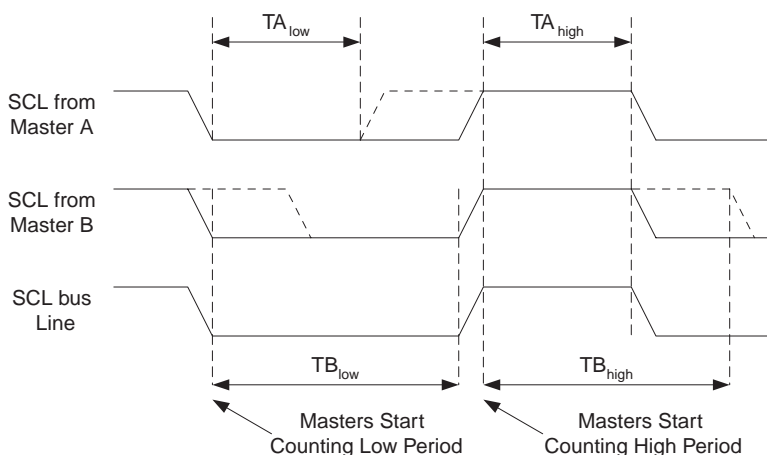 TA low
TA high
SCL from
Master A
SCL from
Master B
SCL bus
Line
TB low
TB high
Masters Start
Counting Low Period
Masters Start
Counting High Period